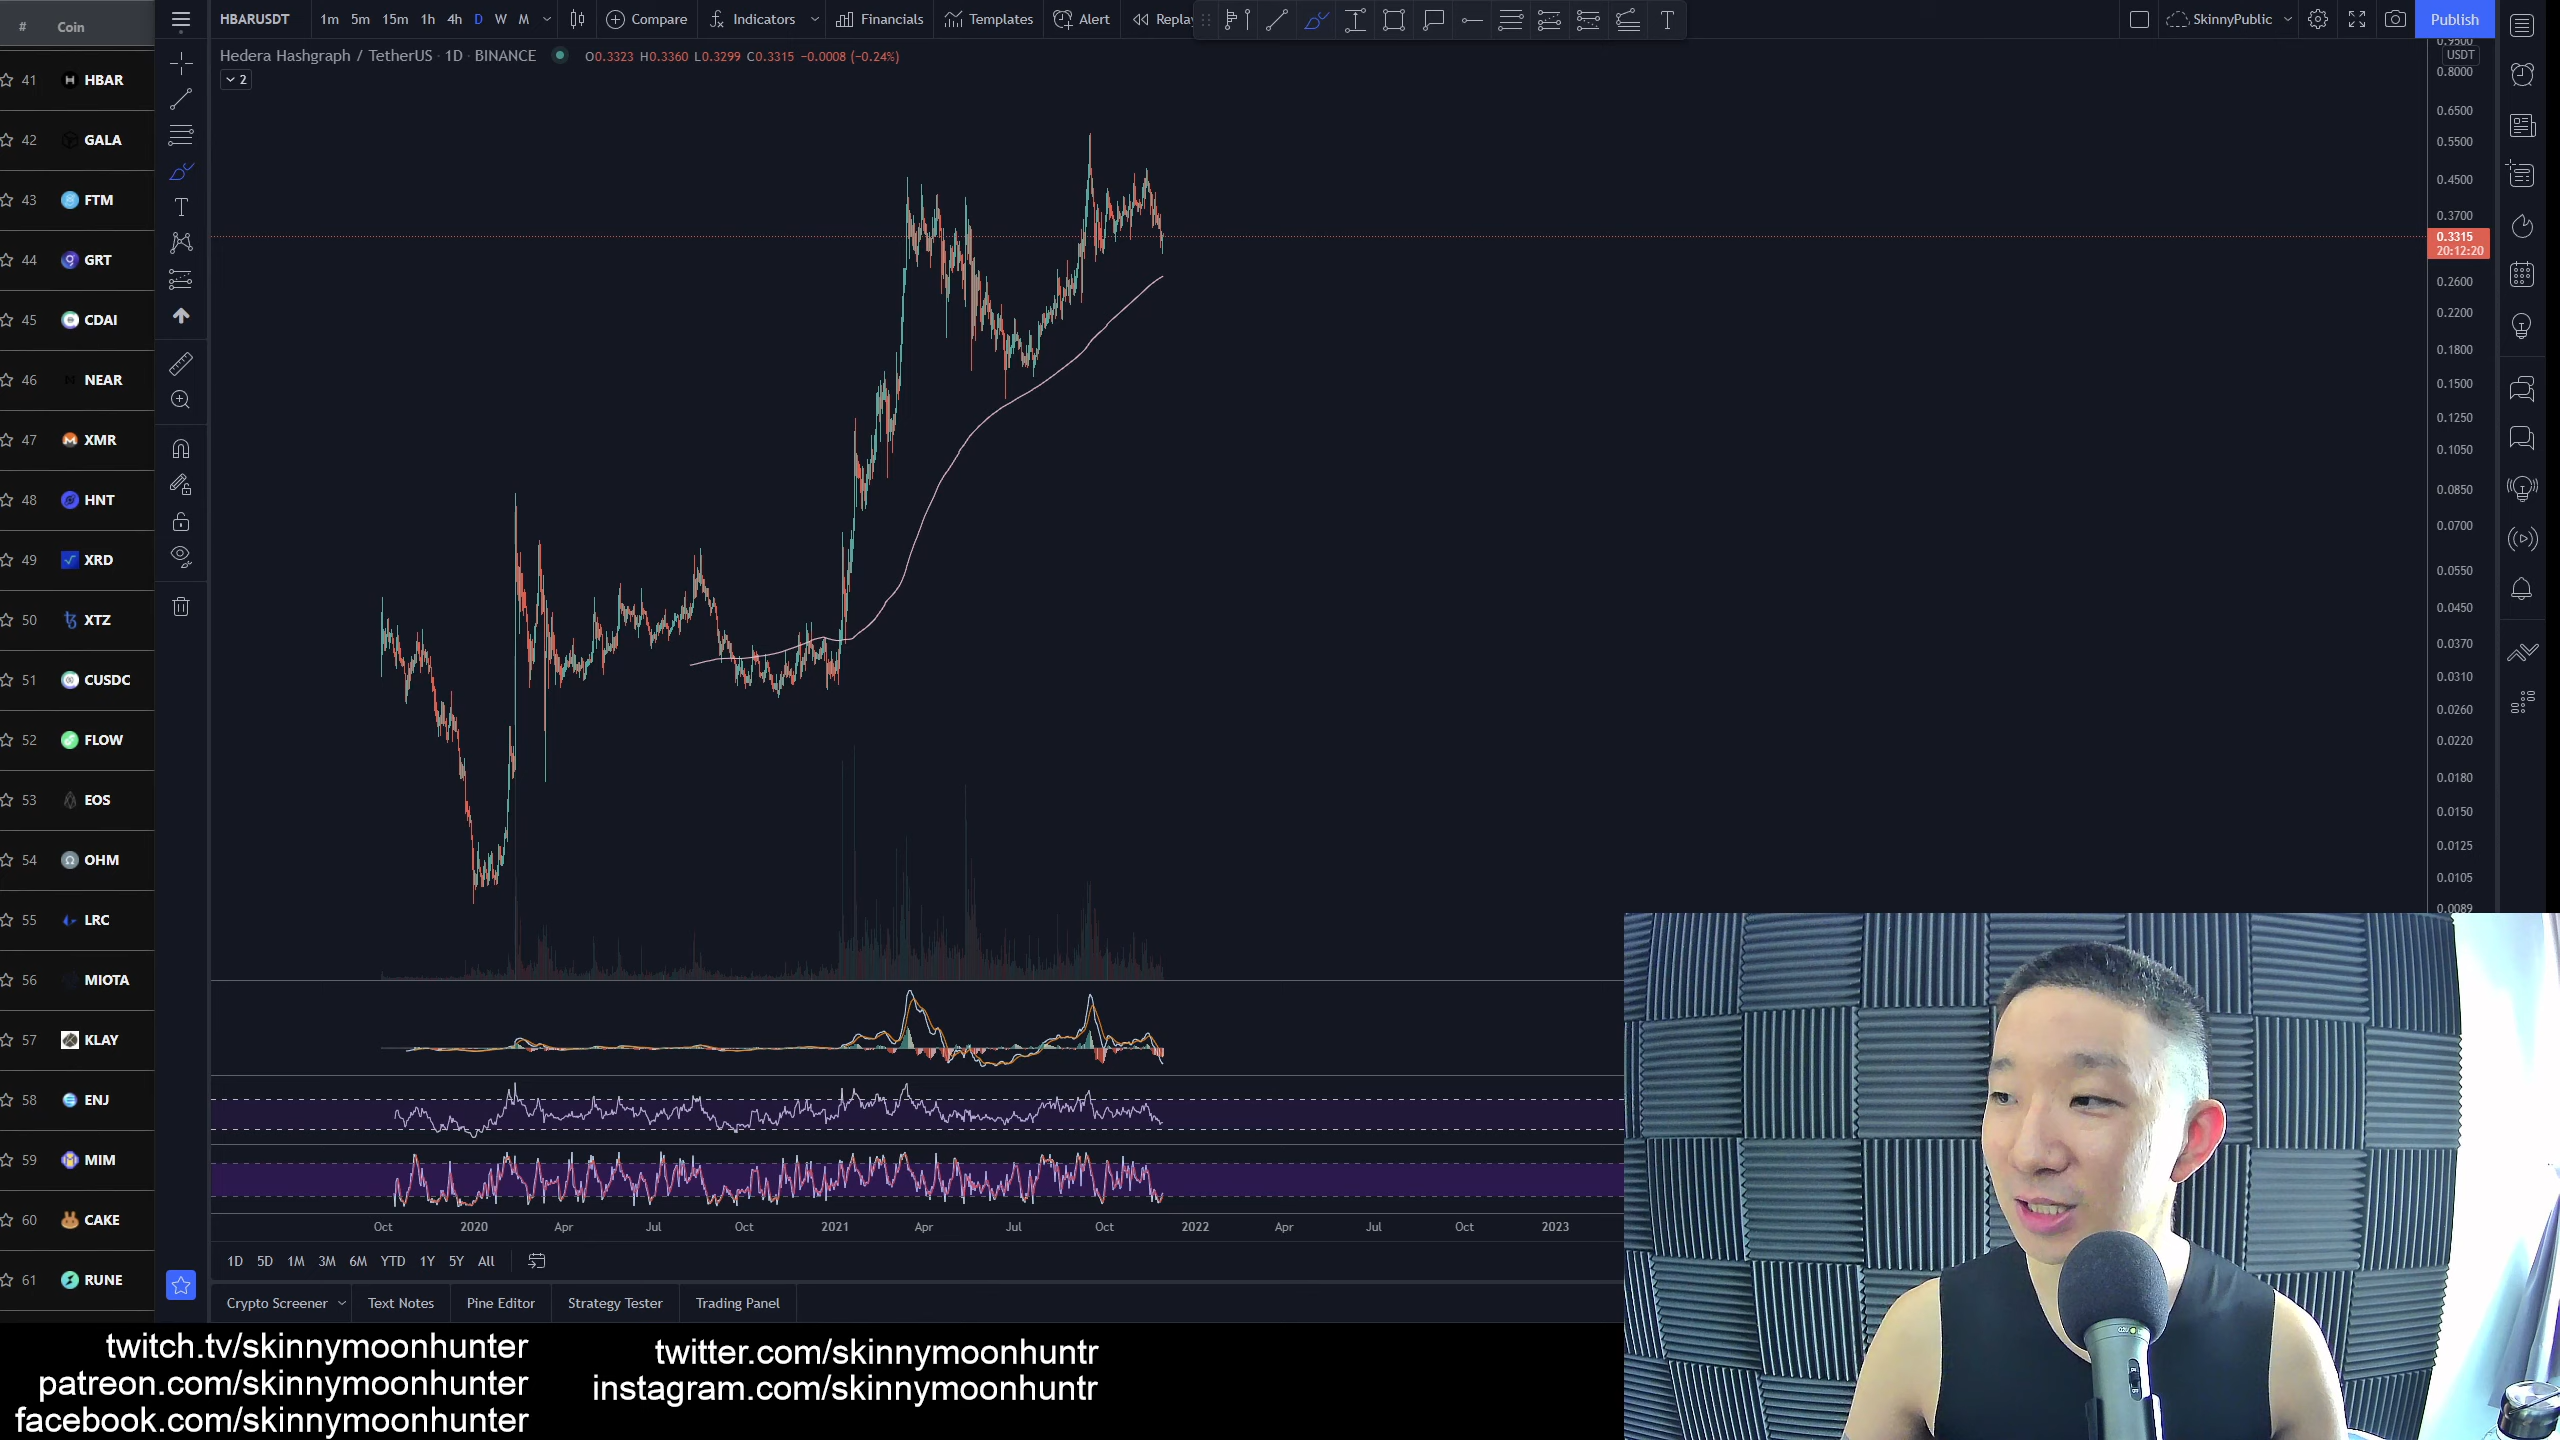 # Coin
HBARUSDT 1m 5m 15m 1h 4h D W M Compare Indicators Financials Templates Alert Replay T SkinnyPublic Publish
Hedera Hashgraph / TetherUS · 1D · BINANCE O0.3323 H0.3360 L0.3299 C0.3315 −0.0008 (−0.24%)
2
41 HBAR
42 GALA
43 FTM
44 GRT
45 CDAI
46 NEAR
47 XMR
48 HNT
49 XRD
50 XTZ
51 CUSDC
52 FLOW
53 EOS
54 OHM
55 LRC
56 MIOTA
57 KLAY
58 ENJ
59 MIM
60 CAKE
61 RUNE
0.9500
USDT
0.8000
0.6500
0.5500
0.4500
0.3700
0.3315
20:12:20
0.2600
0.2200
0.1800
0.1500
0.1250
0.1050
0.0850
0.0700
0.0550
0.0450
0.0370
0.0310
0.0260
0.0220
0.0180
0.0150
0.0125
0.0105
0.0089
Oct 2020 Apr Jul Oct 2021 Apr Jul Oct 2022 Apr Jul Oct 2023
1D 5D 1M 3M 6M YTD 1Y 5Y All
Crypto Screener Text Notes Pine Editor Strategy Tester Trading Panel
twitch.tv/skinnymoonhunter
patreon.com/skinnymoonhunter
facebook.com/skinnymoonhunter
twitter.com/skinnymoonhuntr
instagram.com/skinnymoonhuntr